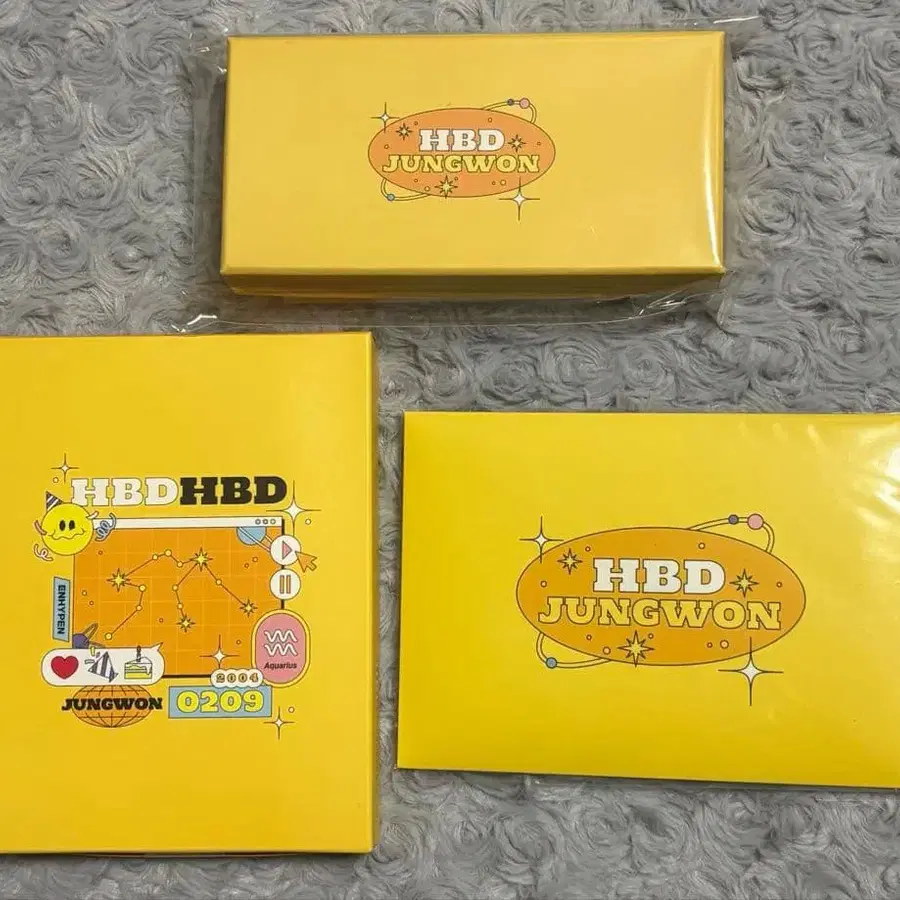 HBD
JUNGWON
HBDHBD
ENHYPEN
Aquarius
2004
JUNGWON 0209
HBD
JUNGWON